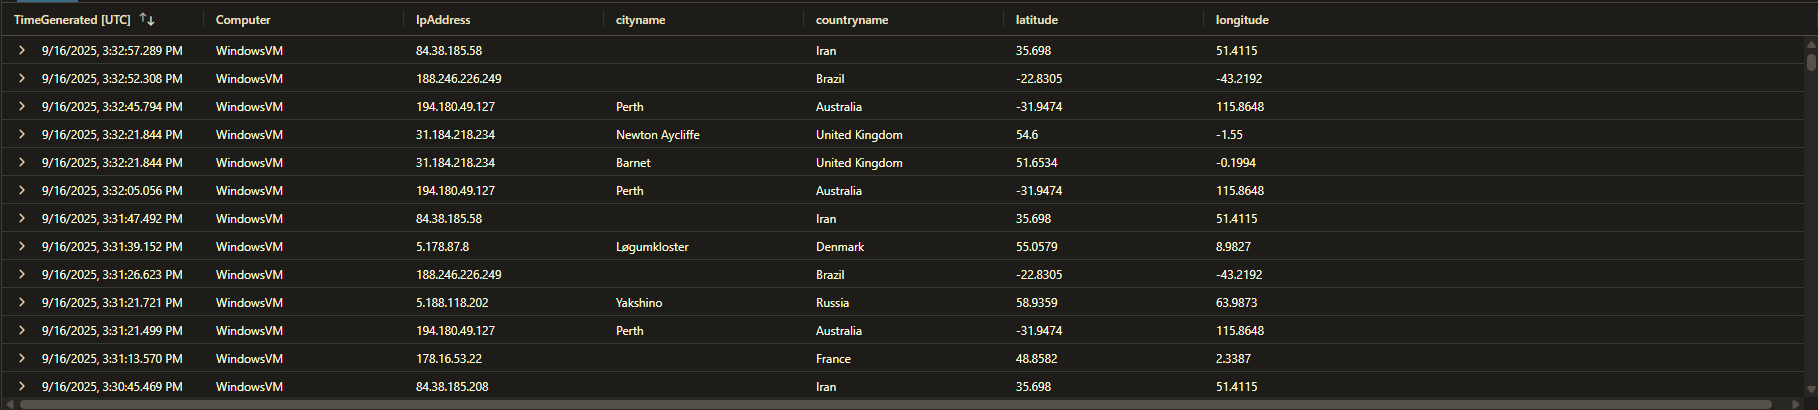 TimeGenerated [UTC] Computer IpAddress cityname countryname latitude longitude
9/16/2025, 3:32:57.289 PM WindowsVM 84.38.185.58 Iran 35.698 51.4115
9/16/2025, 3:32:52.308 PM WindowsVM 188.246.226.249 Brazil -22.8305 -43.2192
9/16/2025, 3:32:45.794 PM WindowsVM 194.180.49.127 Perth Australia -31.9474 115.8648
9/16/2025, 3:32:21.844 PM WindowsVM 31.184.218.234 Newton Aycliffe United Kingdom 54.6 -1.55
9/16/2025, 3:32:21.844 PM WindowsVM 31.184.218.234 Barnet United Kingdom 51.6534 -0.1994
9/16/2025, 3:32:05.056 PM WindowsVM 194.180.49.127 Perth Australia -31.9474 115.8648
9/16/2025, 3:31:47.492 PM WindowsVM 84.38.185.58 Iran 35.698 51.4115
9/16/2025, 3:31:39.152 PM WindowsVM 5.178.87.8 Løgumkloster Denmark 55.0579 8.9827
9/16/2025, 3:31:26.623 PM WindowsVM 188.246.226.249 Brazil -22.8305 -43.2192
9/16/2025, 3:31:21.721 PM WindowsVM 5.188.118.202 Yakshino Russia 58.9359 63.9873
9/16/2025, 3:31:21.499 PM WindowsVM 194.180.49.127 Perth Australia -31.9474 115.8648
9/16/2025, 3:31:13.570 PM WindowsVM 178.16.53.22 France 48.8582 2.3387
9/16/2025, 3:30:45.469 PM WindowsVM 84.38.185.208 Iran 35.698 51.4115